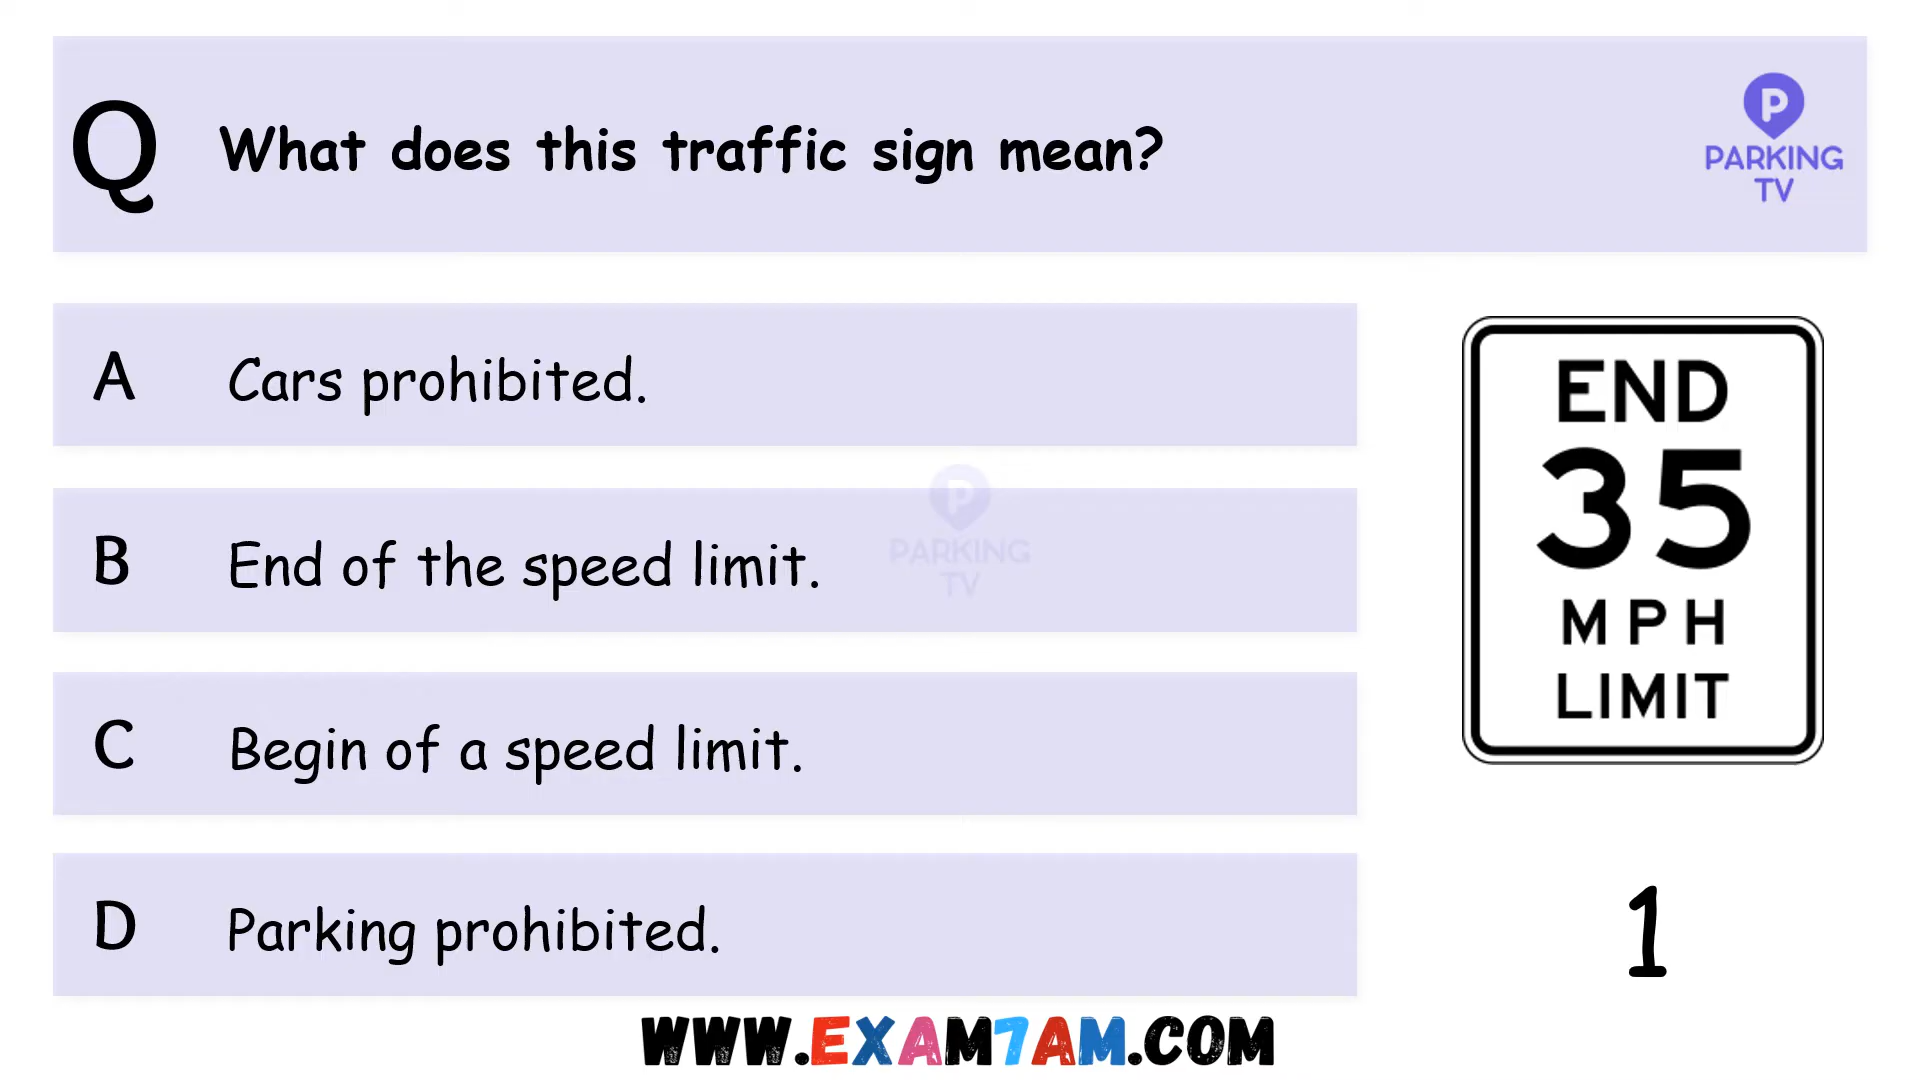 Q What does this traffic sign mean?
P
PARKING
TV
A Cars prohibited.
B End of the speed limit.
C Begin of a speed limit.
D Parking prohibited.
P
PARKING
TV
END
35
MPH
LIMIT
1
WWW.EXAM7AM.COM